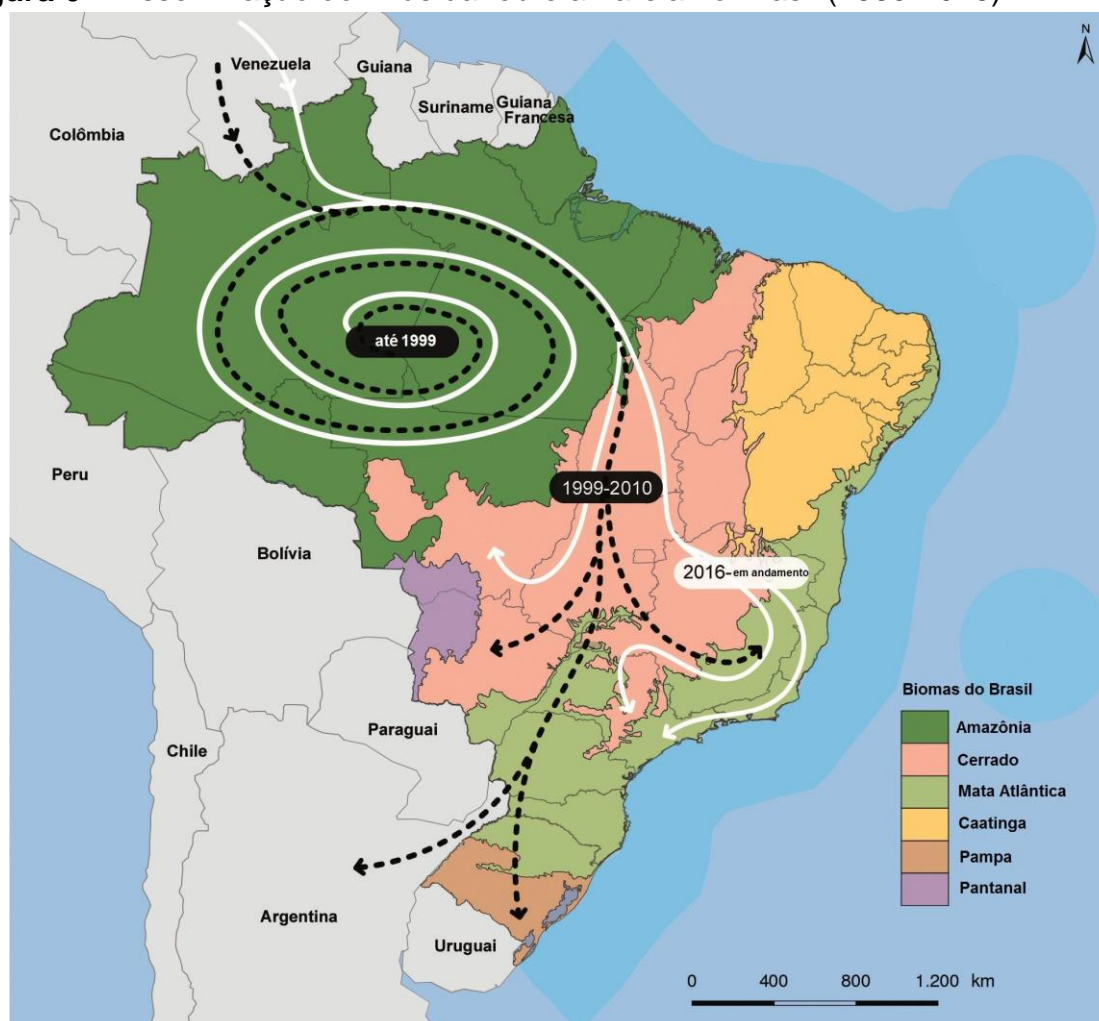 N
Venezuela
Guiana
Suriname
Guiana
Francesa
Colômbia
até 1999
Peru
1999-2010
Bolívia
2016-em andamento
Paraguai
Chile
Argentina
Uruguai
Biomas do Brasil
Amazônia
Cerrado
Mata Atlântica
Caatinga
Pampa
Pantanal
0 400 800 1.200 km